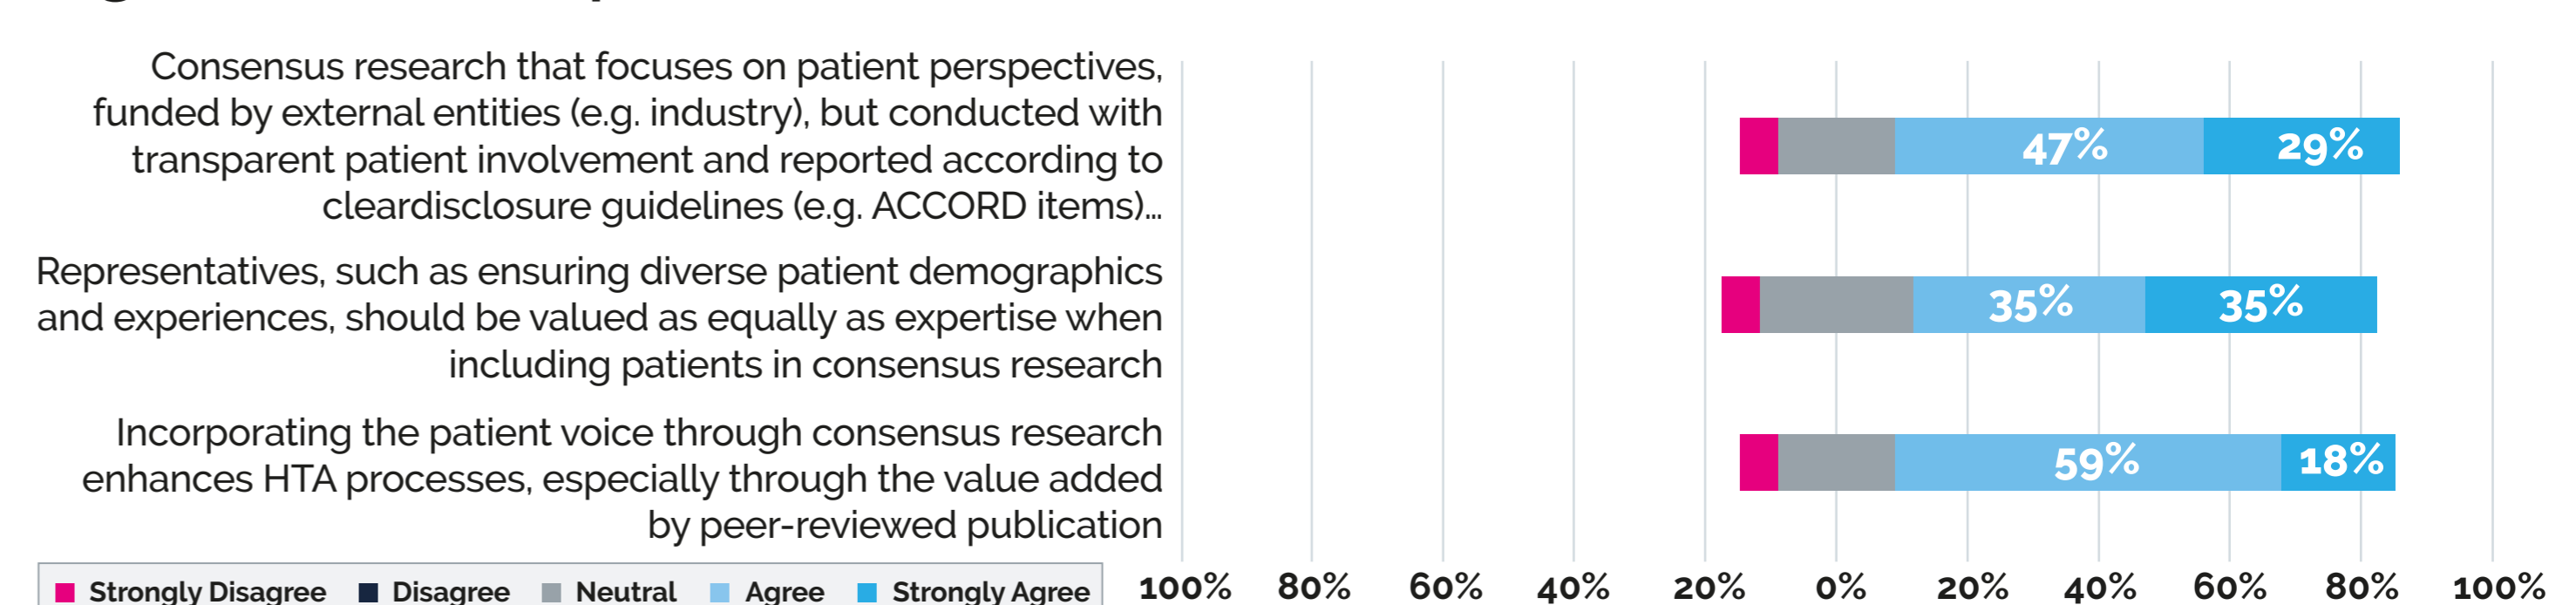 Consensus research that focuses on patient perspectives,
funded by external entities (e.g. industry), but conducted with
transparent patient involvement and reported according to
cleardisclosure guidelines (e.g. ACCORD items)...
47% 29%
Representatives, such as ensuring diverse patient demographics
and experiences, should be valued as equally as expertise when
including patients in consensus research
35% 35%
Incorporating the patient voice through consensus research
enhances HTA processes, especially through the value added
by peer-reviewed publication
59% 18%
Strongly Disagree Disagree Neutral Agree Strongly Agree
100% 80% 60% 40% 20% 0% 20% 40% 60% 80% 100%